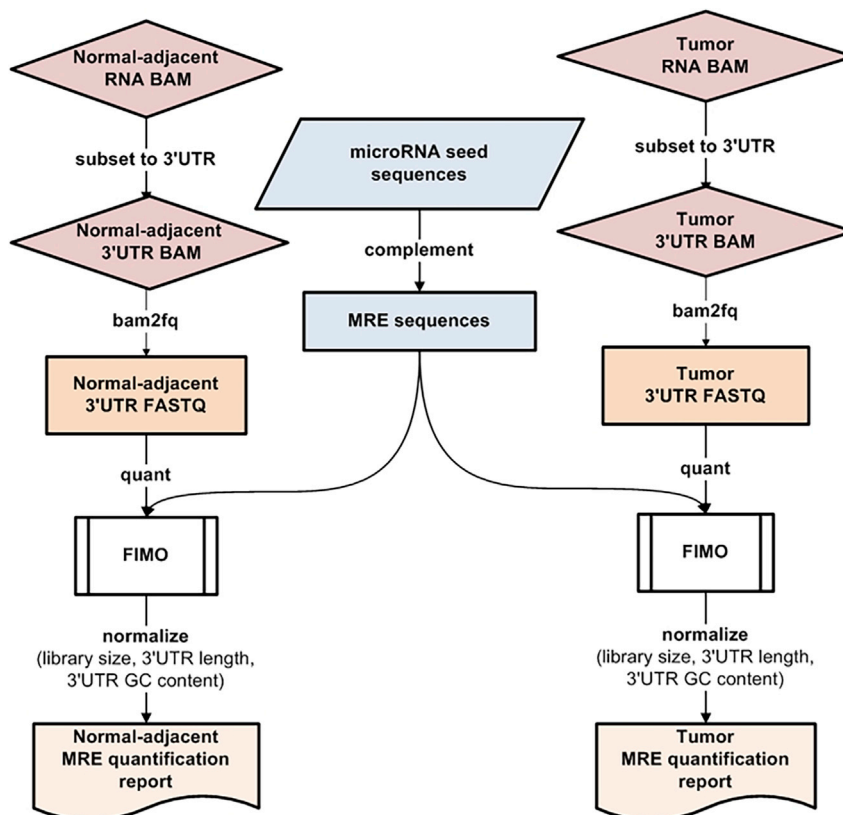 Normal-adjacent
RNA BAM
subset to 3'UTR
Normal-adjacent
3'UTR BAM
bam2fq
Normal-adjacent
3'UTR FASTQ
quant
FIMO
normalize
(library size, 3'UTR length,
3'UTR GC content)
Normal-adjacent
MRE quantification
report
microRNA seed
sequences
complement
MRE sequences
Tumor
RNA BAM
subset to 3'UTR
Tumor
3'UTR BAM
bam2fq
Tumor
3'UTR FASTQ
quant
FIMO
normalize
(library size, 3'UTR length,
3'UTR GC content)
Tumor
MRE quantification
report